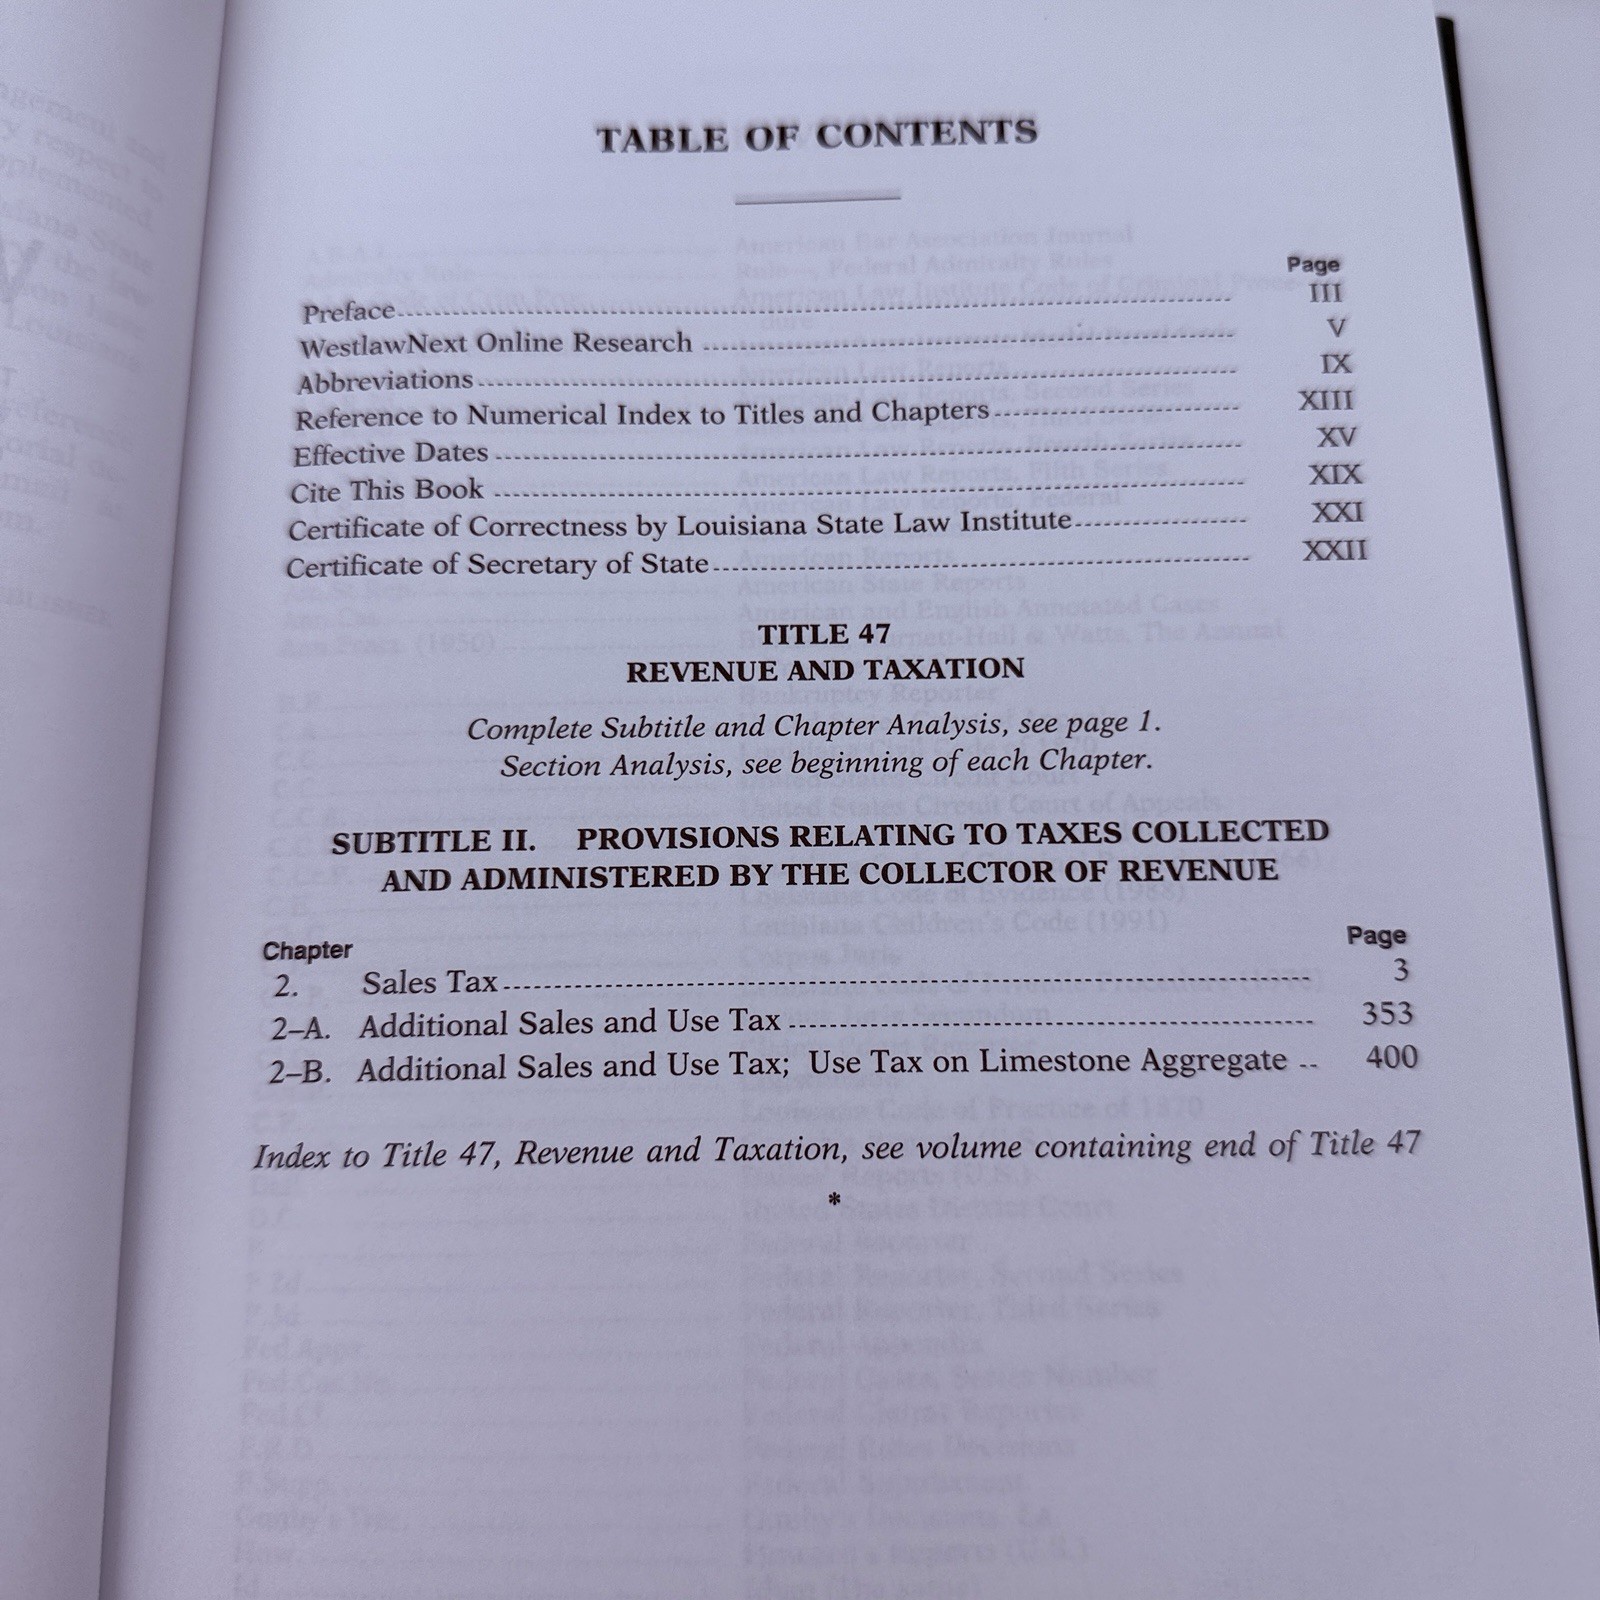 TABLE OF CONTENTS
Page
Preface III
WestlawNext Online Research V
Abbreviations IX
Reference to Numerical Index to Titles and Chapters XIII
Effective Dates XV
Cite This Book XIX
Certificate of Correctness by Louisiana State Law Institute XXI
Certificate of Secretary of State XXII
TITLE 47
REVENUE AND TAXATION
Complete Subtitle and Chapter Analysis, see page 1.
Section Analysis, see beginning of each Chapter.
SUBTITLE II. PROVISIONS RELATING TO TAXES COLLECTED
AND ADMINISTERED BY THE COLLECTOR OF REVENUE
Chapter Page
2. Sales Tax 3
2–A. Additional Sales and Use Tax 353
2–B. Additional Sales and Use Tax; Use Tax on Limestone Aggregate 400
Index to Title 47, Revenue and Taxation, see volume containing end of Title 47
*